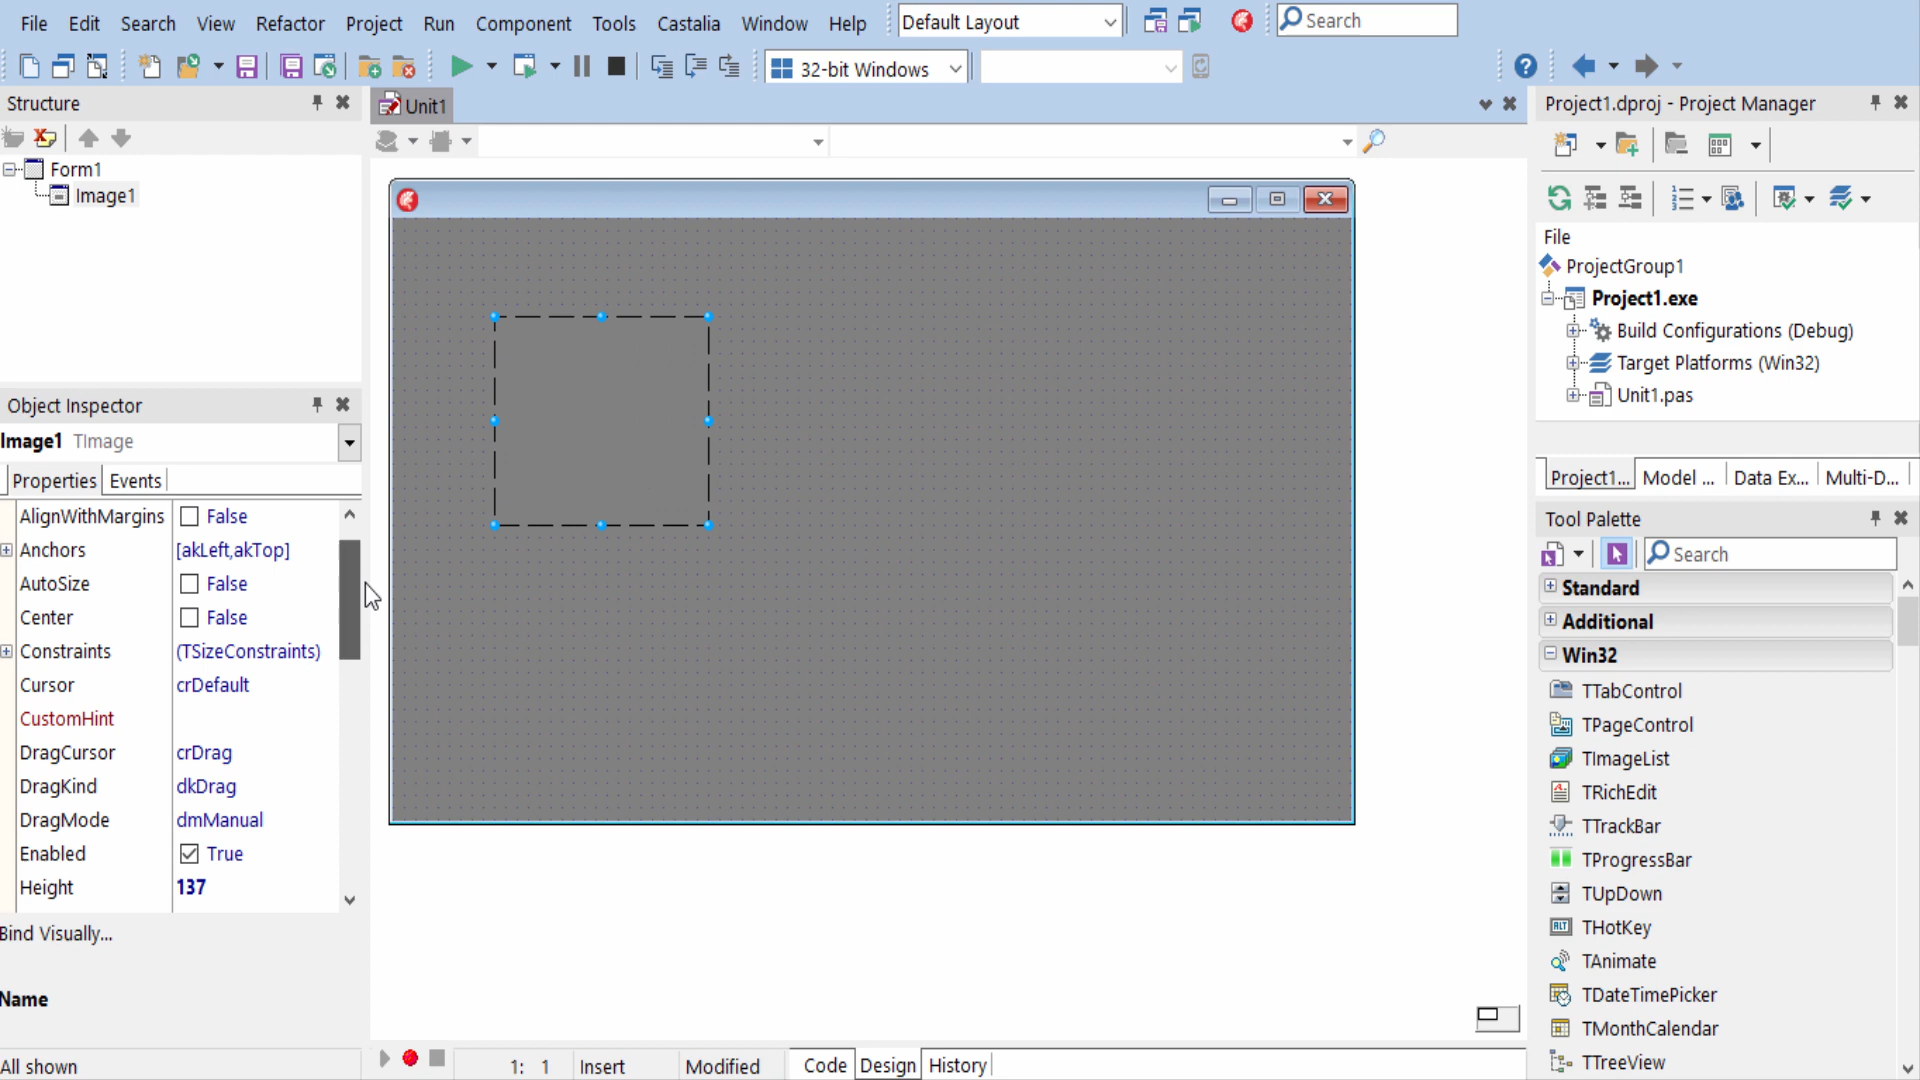 File Edit Search View Refactor Project Run Component Tools Castalia Window Help Default Layout Search
32-bit Windows
Structure
Form1
Image1
Object Inspector
Image1 TImage
Properties Events
AlignWithMargins False
Anchors [akLeft,akTop]
AutoSize False
Center False
Constraints (TSizeConstraints)
Cursor crDefault
CustomHint
DragCursor crDrag
DragKind dkDrag
DragMode dmManual
Enabled True
Height 137
Bind Visually...
Name
All shown
Unit1
1: 1 Insert Modified Code Design History
Project1.dproj - Project Manager
File
ProjectGroup1
Project1.exe
Build Configurations (Debug)
Target Platforms (Win32)
Unit1.pas
Project1... Model ... Data Ex... Multi-D...
Tool Palette
Search
Standard
Additional
Win32
TTabControl
TPageControl
TImageList
TRichEdit
TTrackBar
TProgressBar
TUpDown
ALT THotKey
TAnimate
TDateTimePicker
TMonthCalendar
TTreeView